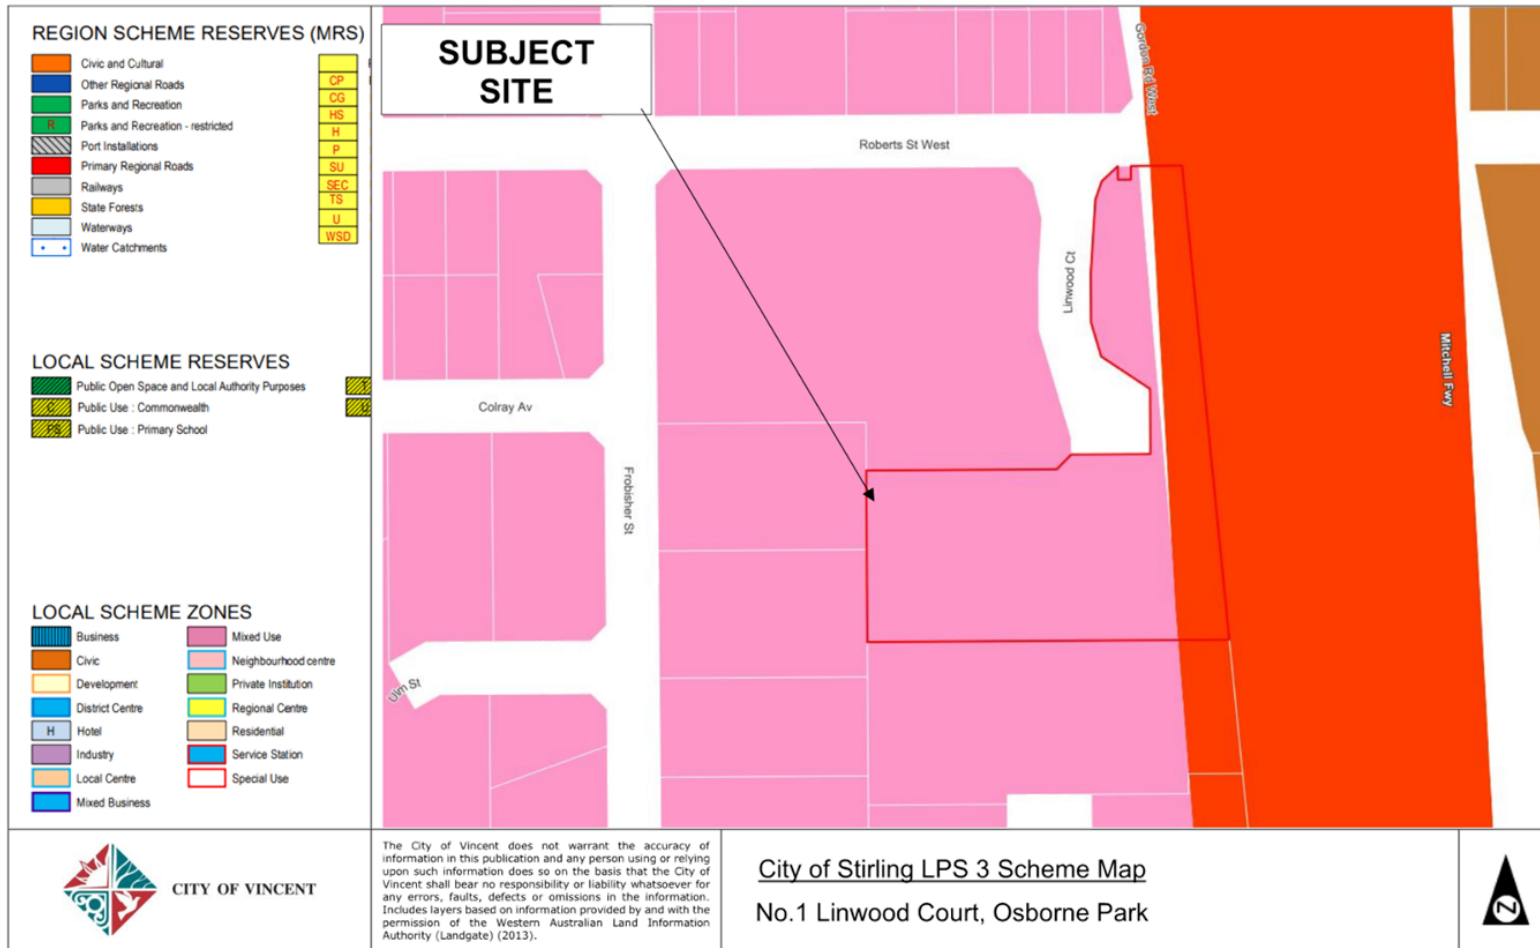 REGION SCHEME RESERVES (MRS)
Civic and Cultural
Other Regional Roads
Parks and Recreation
R
Parks and Recreation - restricted
Port Installations
Primary Regional Roads
Railways
State Forests
Waterways
Water Catchments
CP
CG
HS
H
P
SU
SEC
TS
U
WSD
LOCAL SCHEME RESERVES
Public Open Space and Local Authority Purposes
C
Public Use : Commonwealth
PS
Public Use : Primary School
T
U
LOCAL SCHEME ZONES
Business
Civic
Development
District Centre
H
Hotel
Industry
Local Centre
Mixed Business
Mixed Use
Neighbourhood centre
Private Institution
Regional Centre
Residential
Service Station
Special Use
SUBJECT
SITE
Gordon Rd West
Roberts St West
Linwood Ct
Mitchell Fwy
Colray Av
Frobisher St
Ulm St
CITY OF VINCENT
The City of Vincent does not warrant the accuracy of
information in this publication and any person using or relying
upon such information does so on the basis that the City of
Vincent shall bear no responsibility or liability whatsoever for
any errors, faults, defects or omissions in the information.
Includes layers based on information provided by and with the
permission of the Western Australian Land Information
Authority (Landgate) (2013).
City of Stirling LPS 3 Scheme Map
No.1 Linwood Court, Osborne Park
N